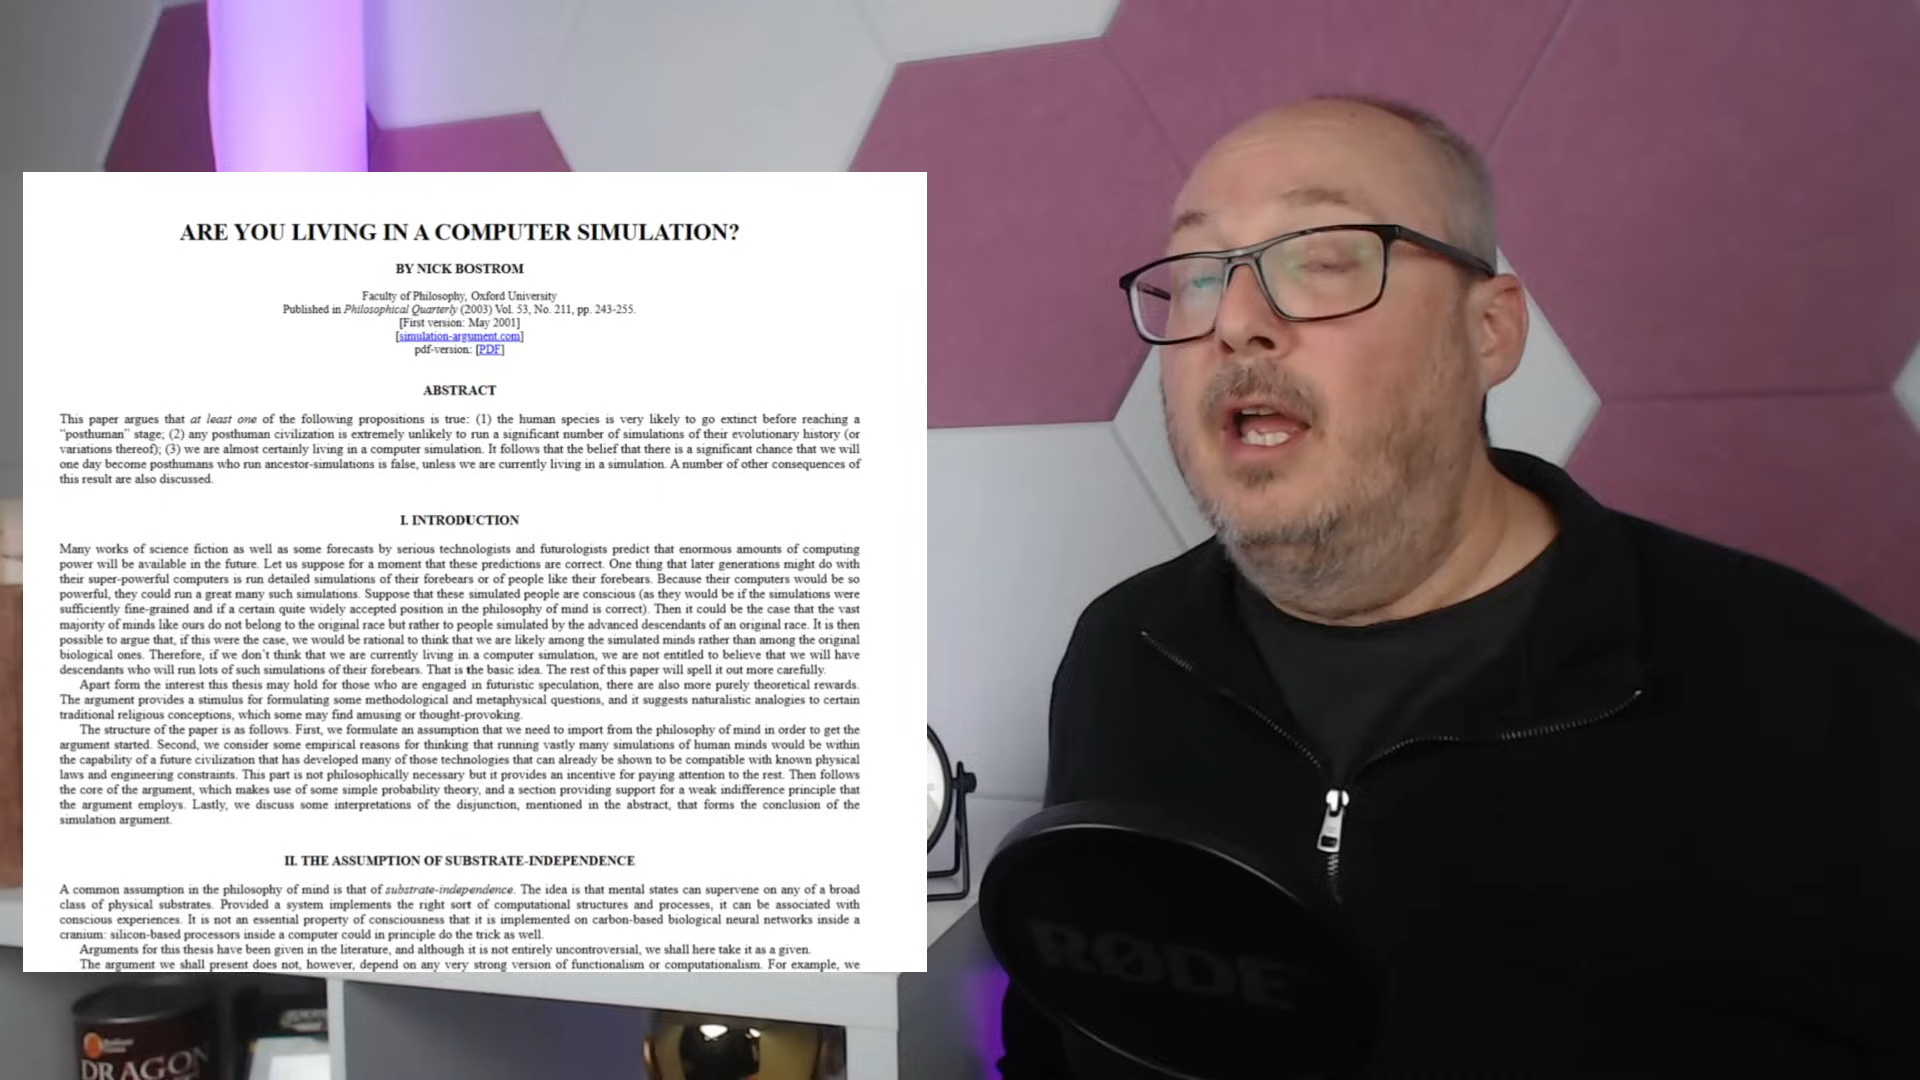 ARE YOU LIVING IN A COMPUTER SIMULATION?
BY NICK BOSTROM
Faculty of Philosophy, Oxford University
Published in Philosophical Quarterly (2003) Vol. 53, No. 211, pp. 243-255.
[First version: May 2001]
[simulation-argument.com]
pdf-version: [PDF]
ABSTRACT
This paper argues that at least one of the following propositions is true: (1) the human species is very likely to go extinct before reaching a
“posthuman” stage; (2) any posthuman civilization is extremely unlikely to run a significant number of simulations of their evolutionary history (or
variations thereof); (3) we are almost certainly living in a computer simulation. It follows that the belief that there is a significant chance that we will
one day become posthumans who run ancestor-simulations is false, unless we are currently living in a simulation. A number of other consequences of
this result are also discussed.
I. INTRODUCTION
Many works of science fiction as well as some forecasts by serious technologists and futurologists predict that enormous amounts of computing
power will be available in the future. Let us suppose for a moment that these predictions are correct. One thing that later generations might do with
their super-powerful computers is run detailed simulations of their forebears or of people like their forebears. Because their computers would be so
powerful, they could run a great many such simulations. Suppose that these simulated people are conscious (as they would be if the simulations were
sufficiently fine-grained and if a certain quite widely accepted position in the philosophy of mind is correct). Then it could be the case that the vast
majority of minds like ours do not belong to the original race but rather to people simulated by the advanced descendants of an original race. It is then
possible to argue that, if this were the case, we would be rational to think that we are likely among the simulated minds rather than among the original
biological ones. Therefore, if we don’t think that we are currently living in a computer simulation, we are not entitled to believe that we will have
descendants who will run lots of such simulations of their forebears. That is the basic idea. The rest of this paper will spell it out more carefully.
Apart form the interest this thesis may hold for those who are engaged in futuristic speculation, there are also more purely theoretical rewards.
The argument provides a stimulus for formulating some methodological and metaphysical questions, and it suggests naturalistic analogies to certain
traditional religious conceptions, which some may find amusing or thought-provoking.
The structure of the paper is as follows. First, we formulate an assumption that we need to import from the philosophy of mind in order to get the
argument started. Second, we consider some empirical reasons for thinking that running vastly many simulations of human minds would be within
the capability of a future civilization that has developed many of those technologies that can already be shown to be compatible with known physical
laws and engineering constraints. This part is not philosophically necessary but it provides an incentive for paying attention to the rest. Then follows
the core of the argument, which makes use of some simple probability theory, and a section providing support for a weak indifference principle that
the argument employs. Lastly, we discuss some interpretations of the disjunction, mentioned in the abstract, that forms the conclusion of the
simulation argument.
II. THE ASSUMPTION OF SUBSTRATE-INDEPENDENCE
A common assumption in the philosophy of mind is that of substrate-independence. The idea is that mental states can supervene on any of a broad
class of physical substrates. Provided a system implements the right sort of computational structures and processes, it can be associated with
conscious experiences. It is not an essential property of consciousness that it is implemented on carbon-based biological neural networks inside a
cranium: silicon-based processors inside a computer could in principle do the trick as well.
Arguments for this thesis have been given in the literature, and although it is not entirely uncontroversial, we shall here take it as a given.
The argument we shall present does not, however, depend on any very strong version of functionalism or computationalism. For example, we
RØDE
DRAGON